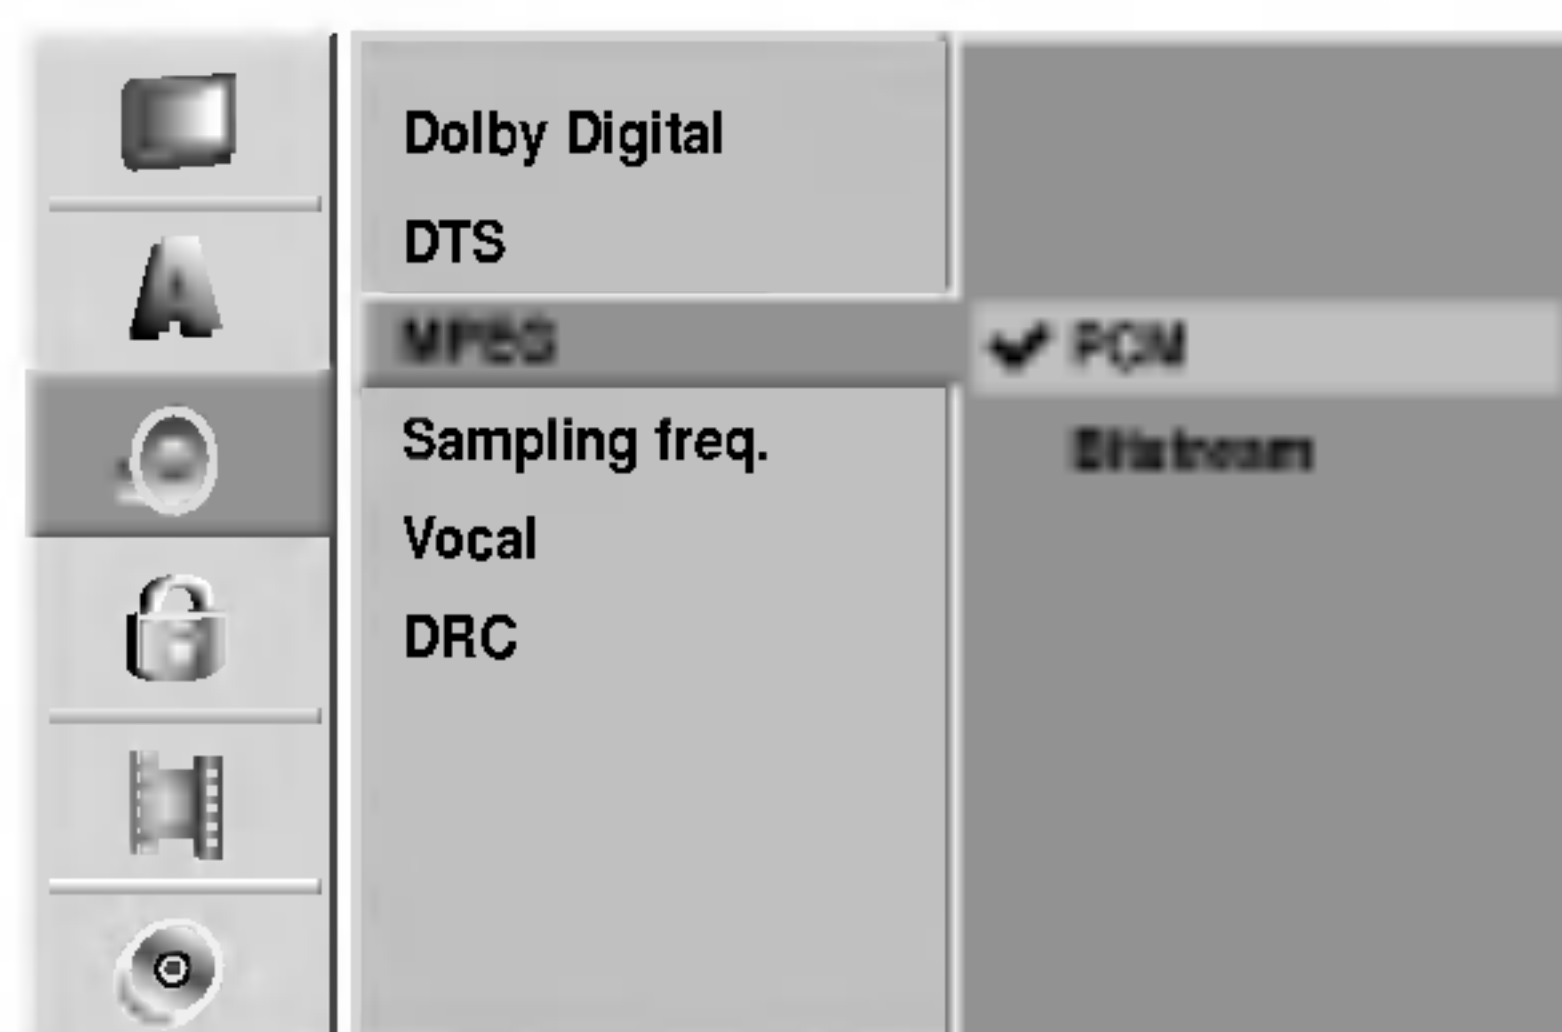 Dolby Digital
DTS
MPEG
PCM
Sampling freq.
Bitstream
Vocal
DRC